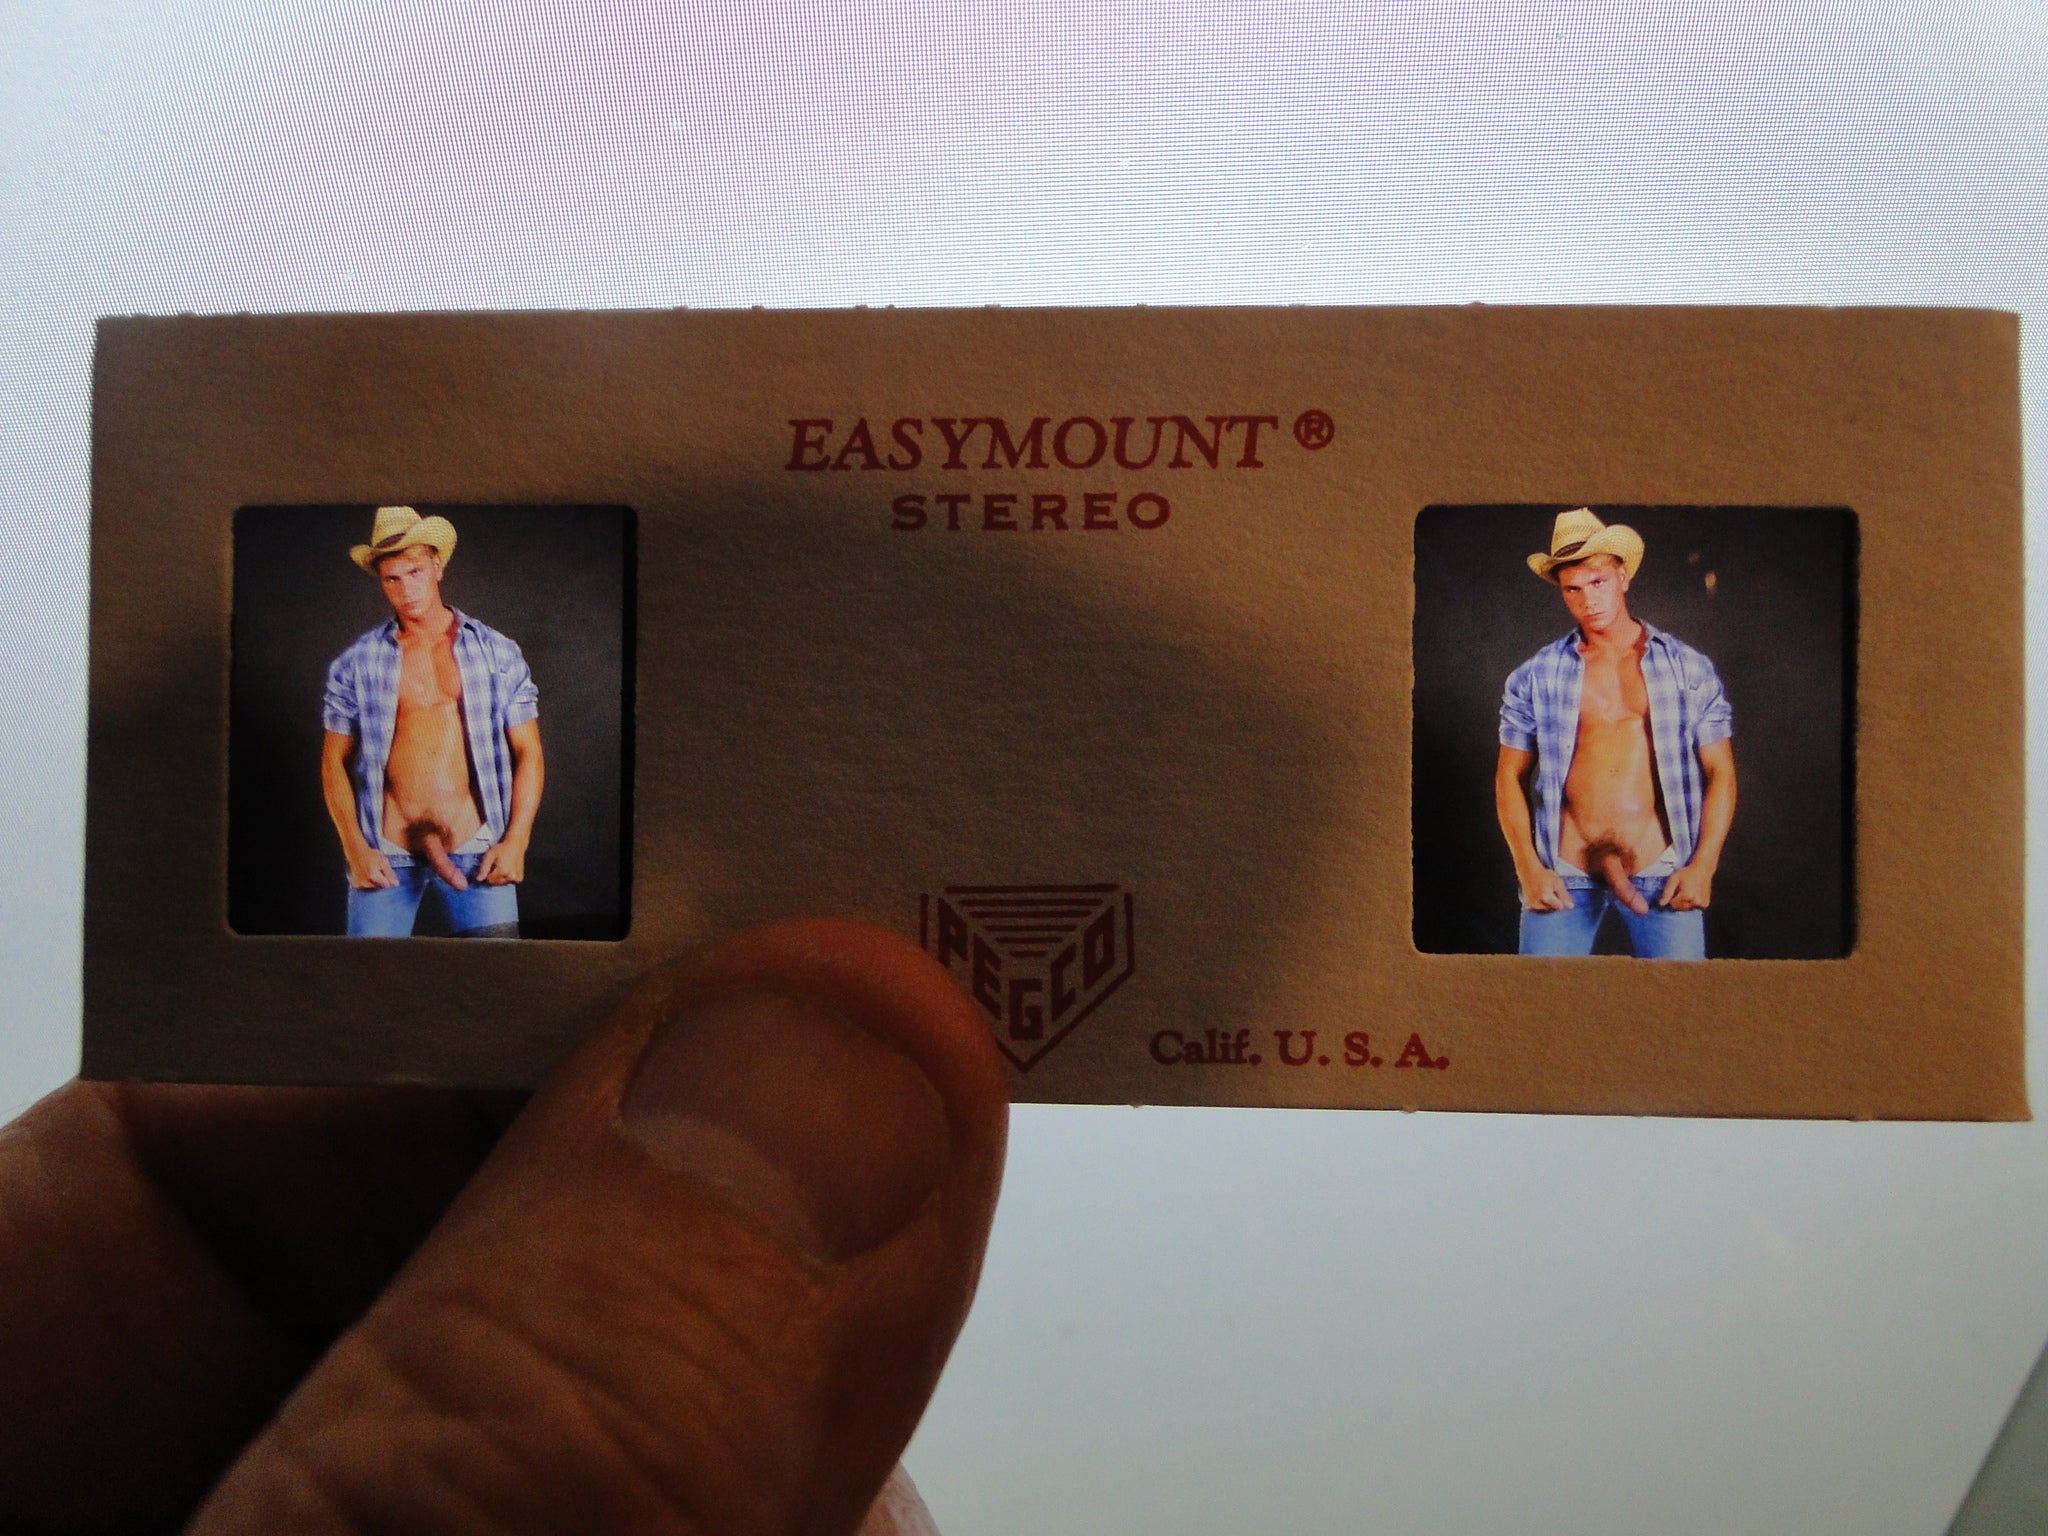 EASYMOUNT ®
STEREO
PEGCO
Calif. U. S. A.